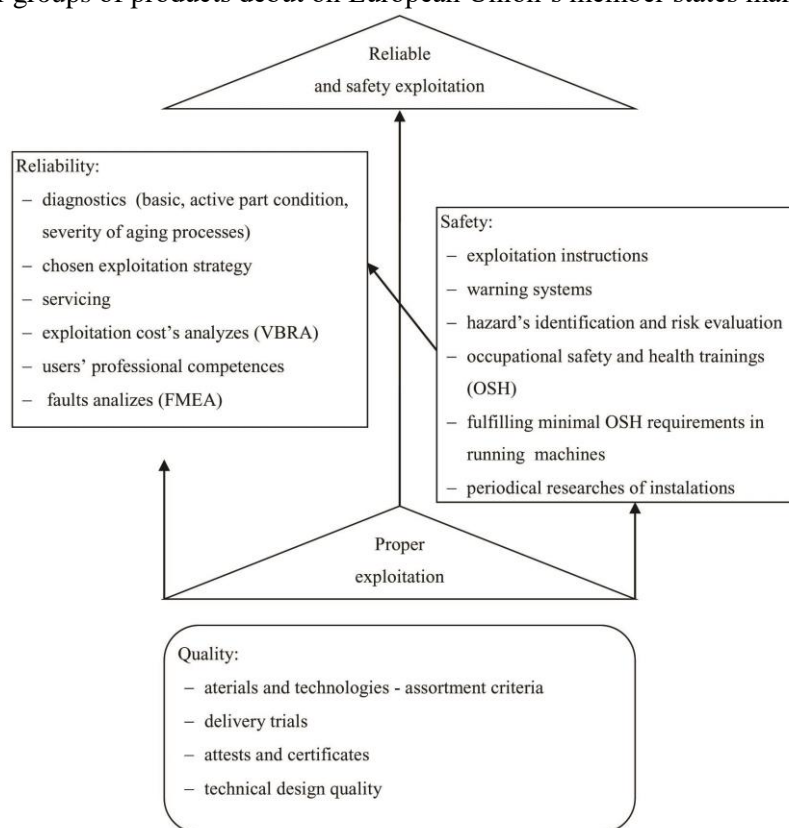 groups of products debut on European Union's member states
Reliable
and safety exploitation
Reliability:
– diagnostics (basic, active part condition,
severity of aging processes)
– chosen exploitation strategy
– servicing
– exploitation cost's analyzes (VBRA)
– users' professional competences
– faults analizes (FMEA)
Safety:
– exploitation instructions
– warning systems
– hazard's identification and risk evaluation
– occupational safety and health trainings
(OSH)
– fulfilling minimal OSH requirements in
running machines
– periodical researches of instalations
Proper
exploitation
Quality:
– aterials and technologies - assortment criteria
– delivery trials
– attests and certificates
– technical design quality